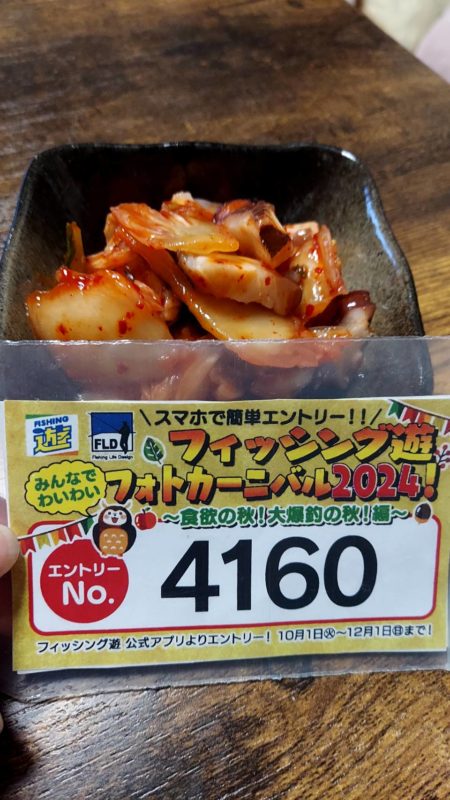 FISHING
遊
FLD
Fishing Life Design
\スマホで簡単エントリー!!/
フィッシング遊
みんなで
わいわい
フォトカーニバル2024!
〜食欲の秋!大爆釣の秋!編〜
エントリー
No.
4160
フィッシング遊 公式アプリよりエントリー! 10月1日㊋〜12月1日㊐まで!